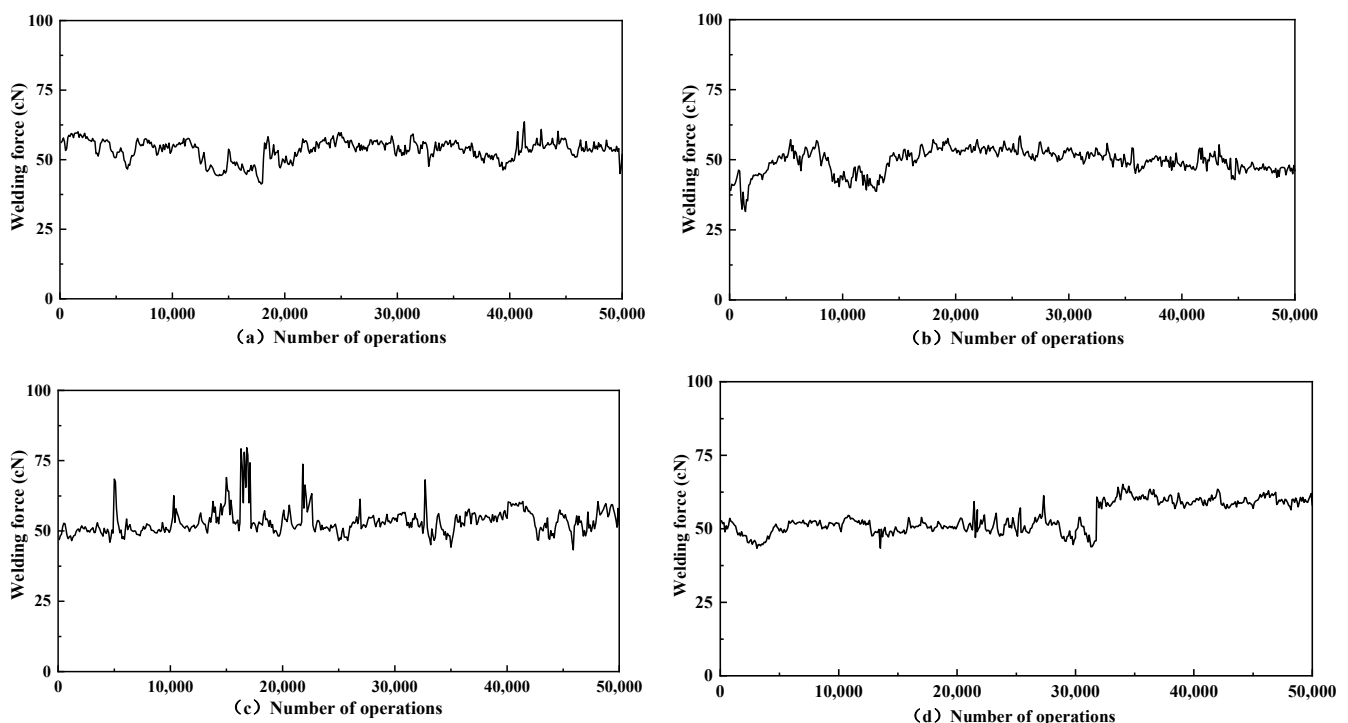 100
75
50
25
0
Welding force (cN)
0 10,000 20,000 30,000 40,000 50,000
（a）Number of operations
100
75
50
25
0
Welding force (cN)
0 10,000 20,000 30,000 40,000 50,000
（b）Number of operations
100
75
50
25
0
Welding force (cN)
0 10,000 20,000 30,000 40,000 50,000
（c）Number of operations
100
75
50
25
0
Welding force (cN)
0 10,000 20,000 30,000 40,000 50,000
（d）Number of operations